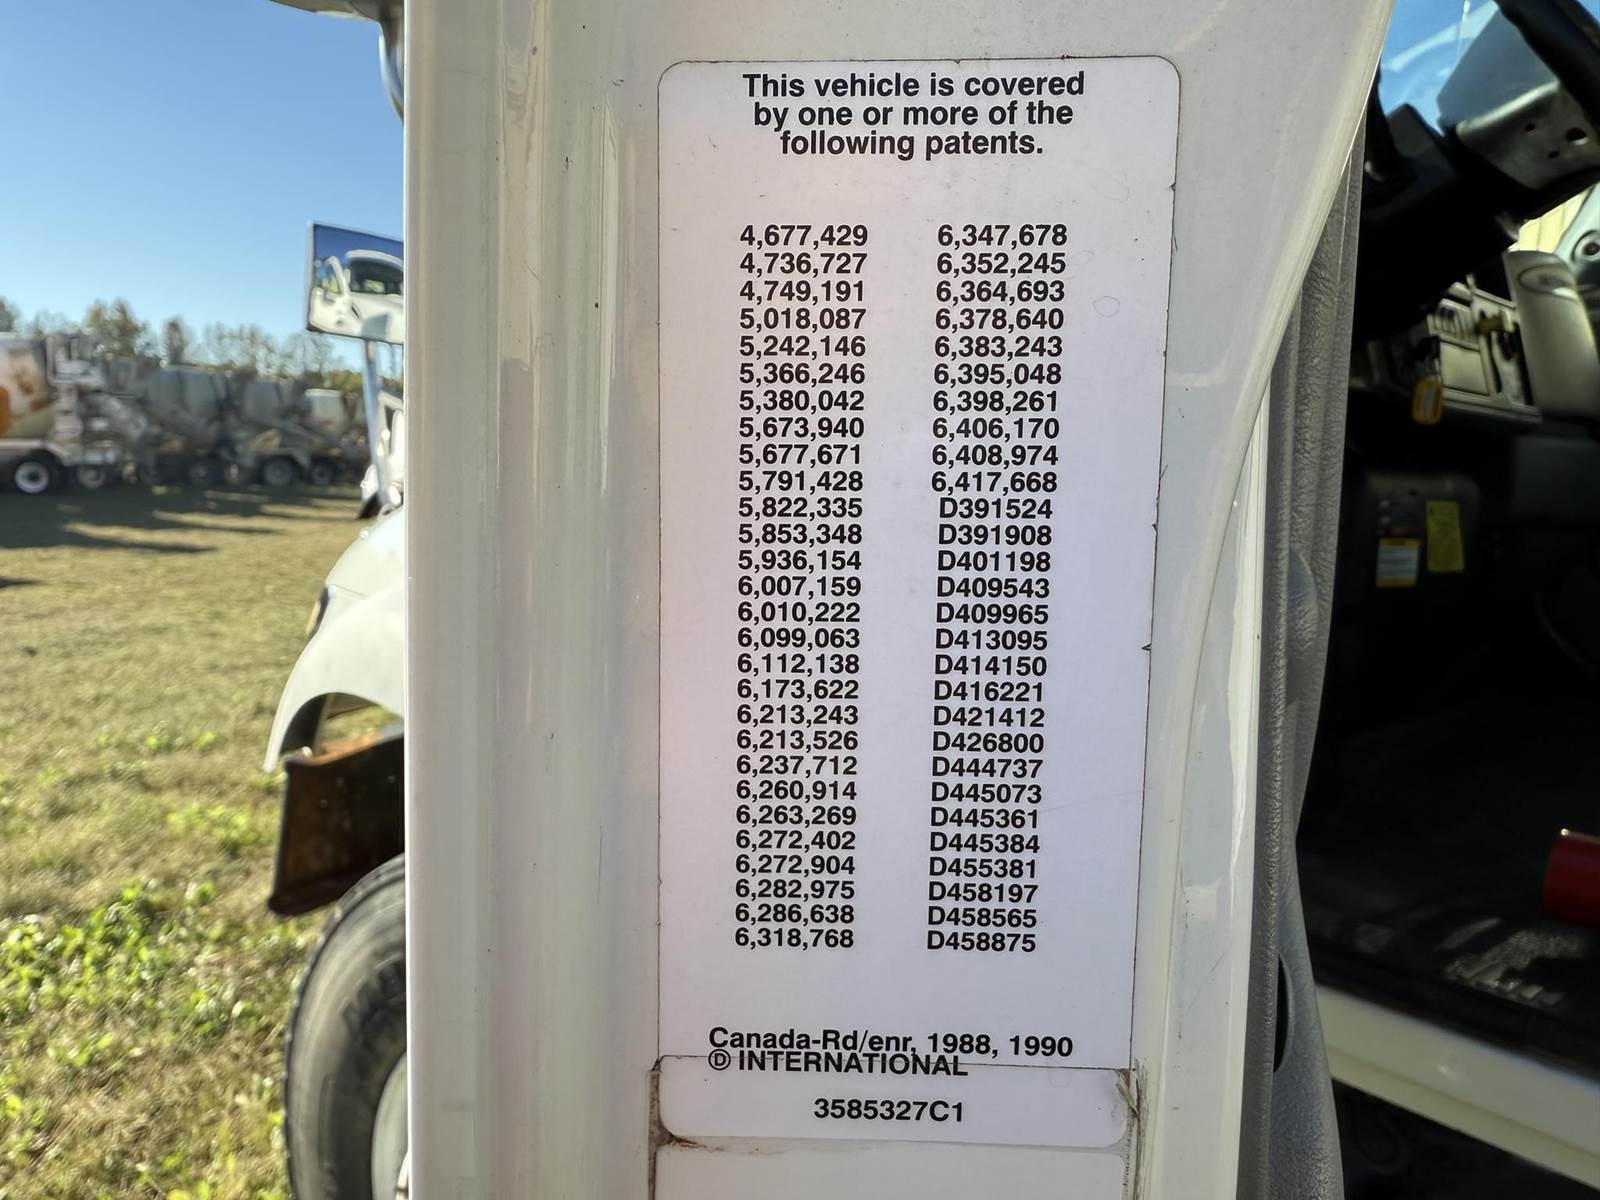 This vehicle is covered
by one or more of the
following patents.
4,677,429 6,347,678
4,736,727 6,352,245
4,749,191 6,364,693
5,018,087 6,378,640
5,242,146 6,383,243
5,366,246 6,395,048
5,380,042 6,398,261
5,673,940 6,406,170
5,677,671 6,408,974
5,791,428 6,417,668
5,822,335 D391524
5,853,348 D391908
5,936,154 D401198
6,007,159 D409543
6,010,222 D409965
6,099,063 D413095
6,112,138 D414150
6,173,622 D416221
6,213,243 D421412
6,213,526 D426800
6,237,712 D444737
6,260,914 D445073
6,263,269 D445361
6,272,402 D445384
6,272,904 D455381
6,282,975 D458197
6,286,638 D458565
6,318,768 D458875
Canada-Rd/enr, 1988, 1990
Ⓓ INTERNATIONAL
3585327C1